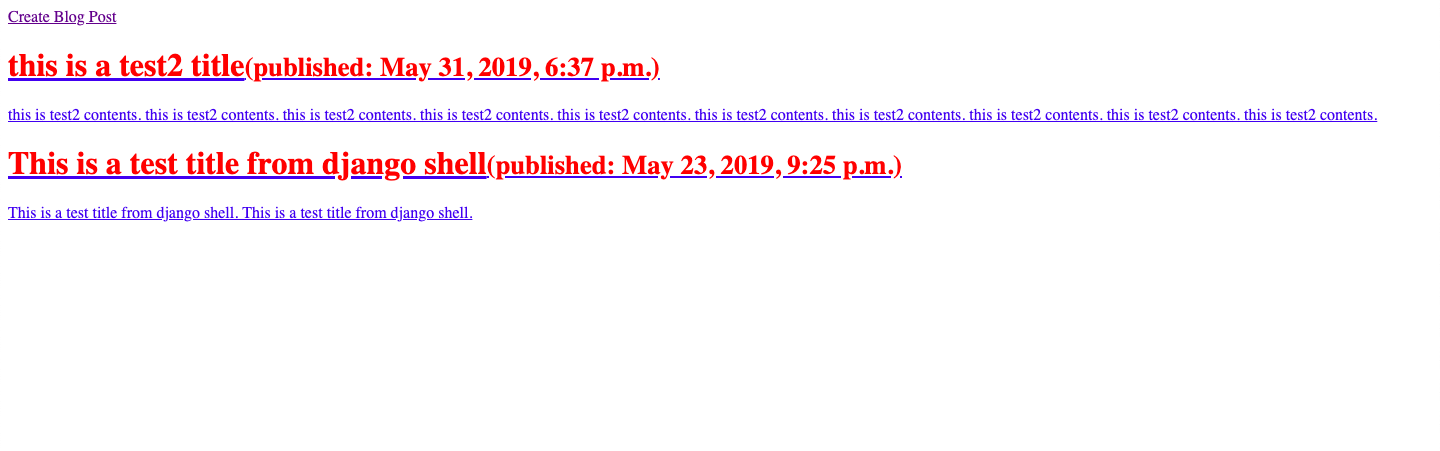 Create Blog Post
this is a test2 title(published: May 31, 2019, 6:37 p.m.)
this is test2 contents. this is test2 contents. this is test2 contents. this is test2 contents. this is test2 contents. this is test2 contents. this is test2 contents. this is test2 contents. this is test2 contents. this is test2 contents.
This is a test title from django shell(published: May 23, 2019, 9:25 p.m.)
This is a test title from django shell. This is a test title from django shell.